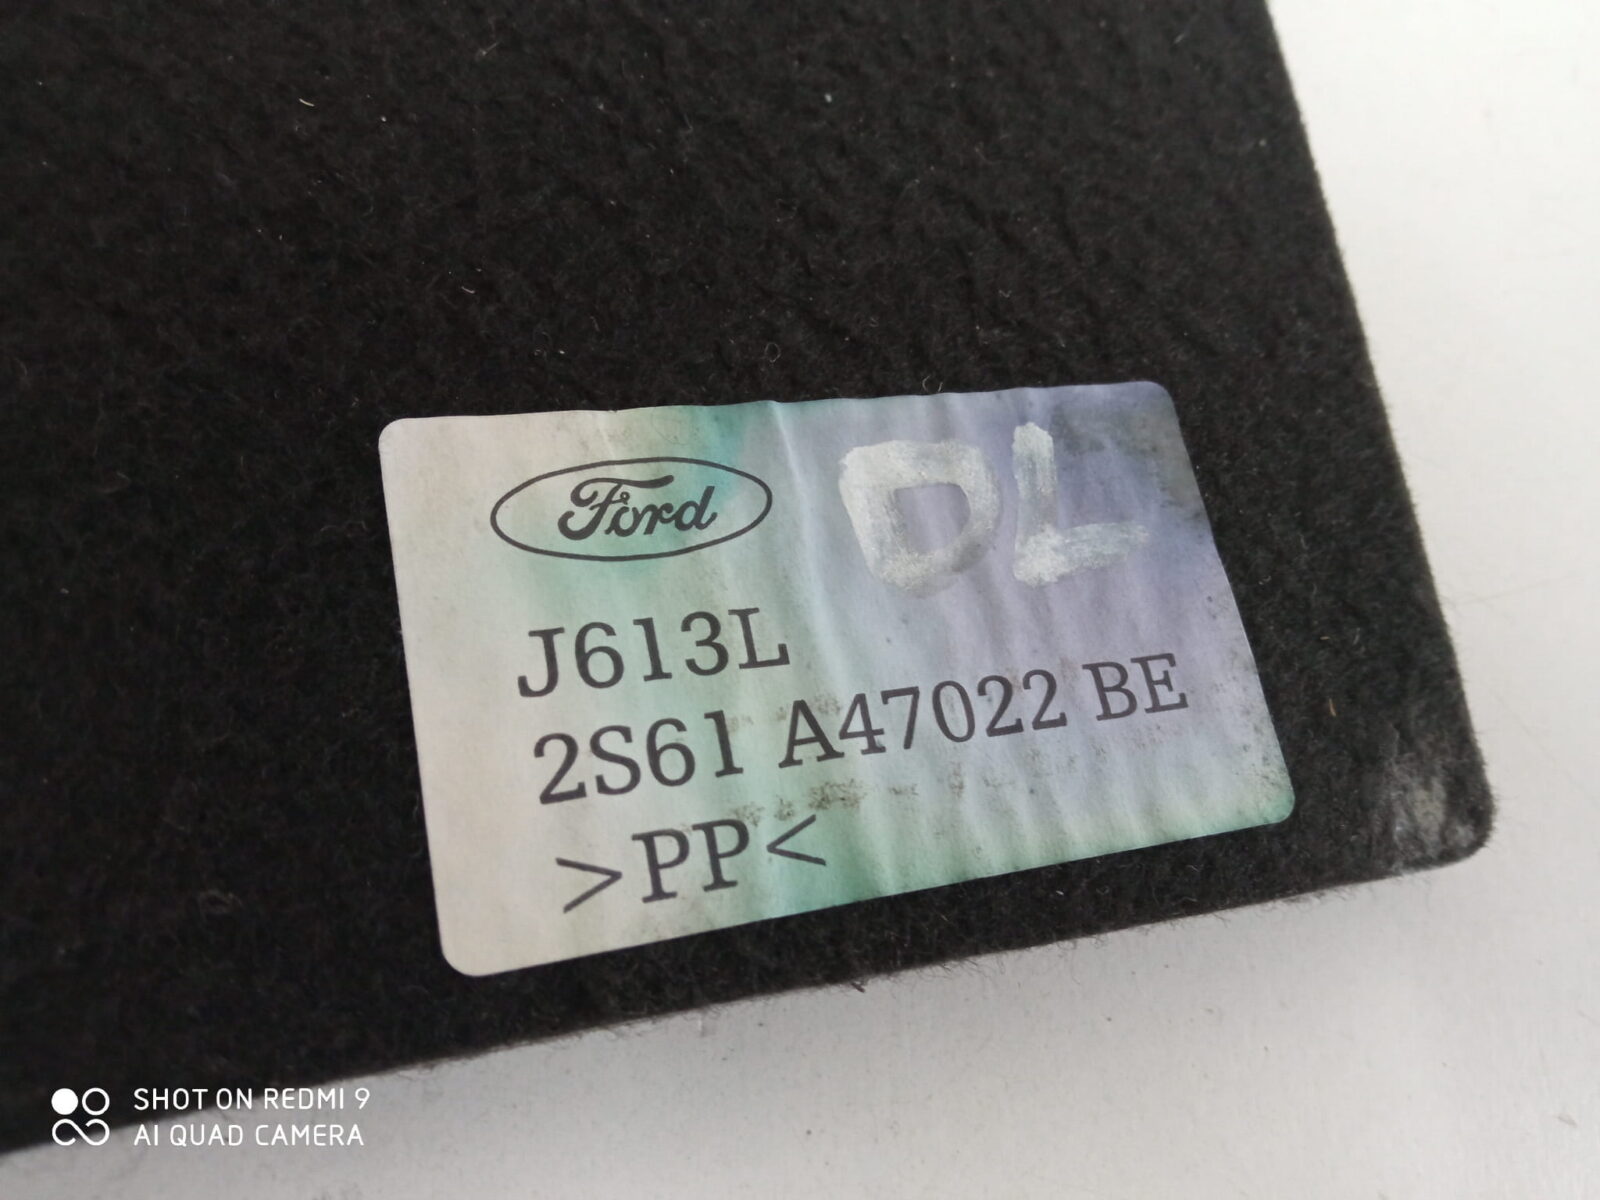 Ford
DL
J613L
2S61 A47022 BE
>PP<
SHOT ON REDMI 9
AI QUAD CAMERA